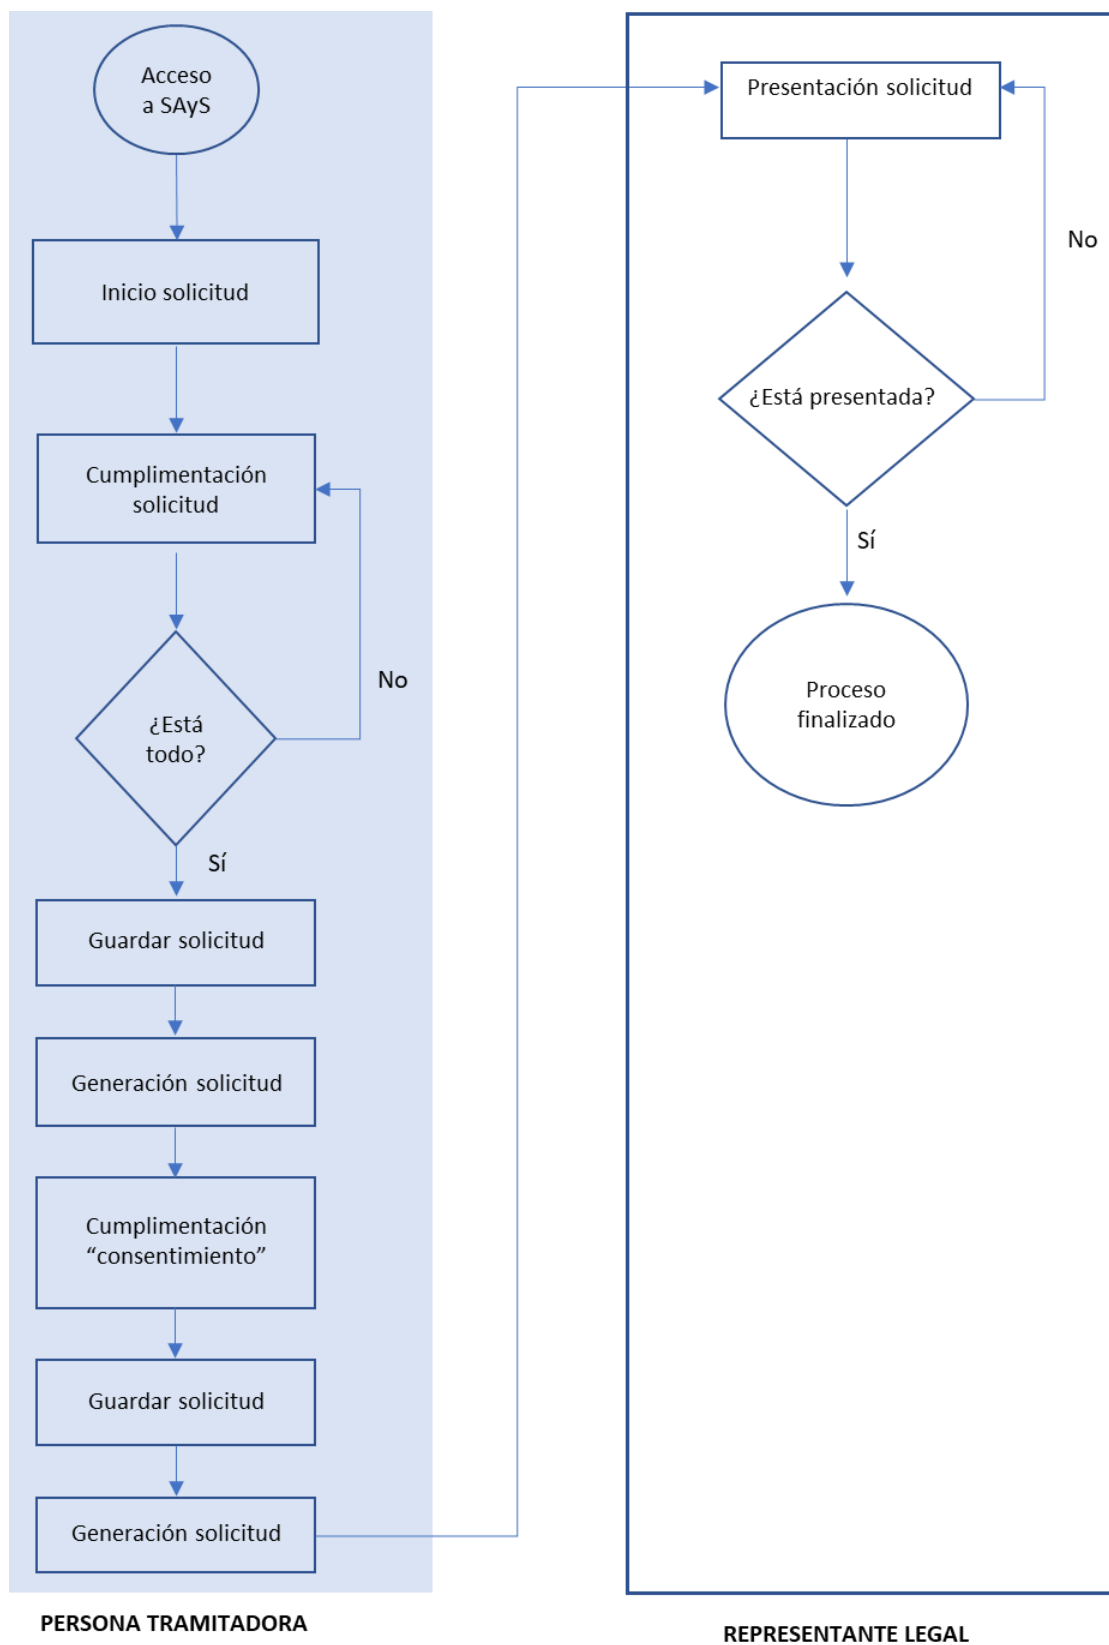 Acceso
a SAyS
Inicio solicitud
Cumplimentación
solicitud
No
¿Está
todo?
Sí
Guardar solicitud
Generación solicitud
Cumplimentación
“consentimiento”
Guardar solicitud
Generación solicitud
PERSONA TRAMITADORA
Presentación solicitud
No
¿Está presentada?
Sí
Proceso
finalizado
REPRESENTANTE LEGAL